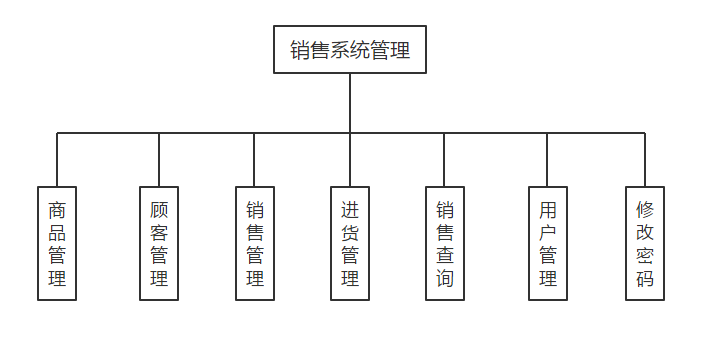 销售系统管理
商品管理
顾客管理
销售管理
进货管理
销售查询
用户管理
修改密码